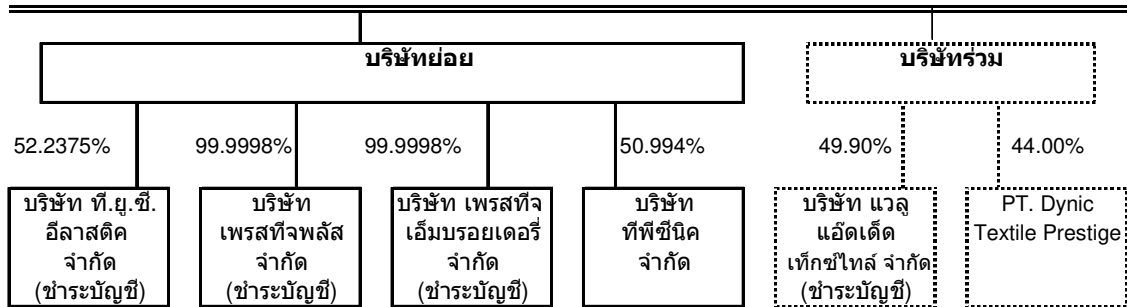 บริษัทย่อย
บริษัทร่วม
52.2375%
99.9998%
99.9998%
50.994%
49.90%
44.00%
บริษัท ที.ยู.ซี.
อีลาสติค
จำกัด
(ชำระบัญชี)
บริษัท
เพรสทีจพลัส
จำกัด
(ชำระบัญชี)
บริษัท เพรสทีจ
เอ็มบรอยเดอรี่
จำกัด
(ชำระบัญชี)
บริษัท
ทีพีซีนิค
จำกัด
บริษัท แวลู
แอ๊ดเด็ด
เท็กซ์ไทล์ จำกัด
(ชำระบัญชี)
PT. Dynic
Textile Prestige